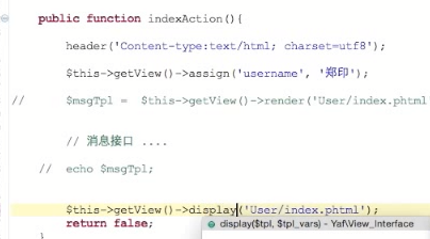 public function indexAction(){
header('Content-type:text/html; charset=utf8');
$this->getView()->assign('username', '郑印');
// $msgTpl = $this->getView()->render('User/index.phtml
// 消息接口 ....
// echo $msgTpl;
$this->getView()->display('User/index.phtml');
return false;
display($tpl, $tpl_vars) - Yaf\View_Interface
}